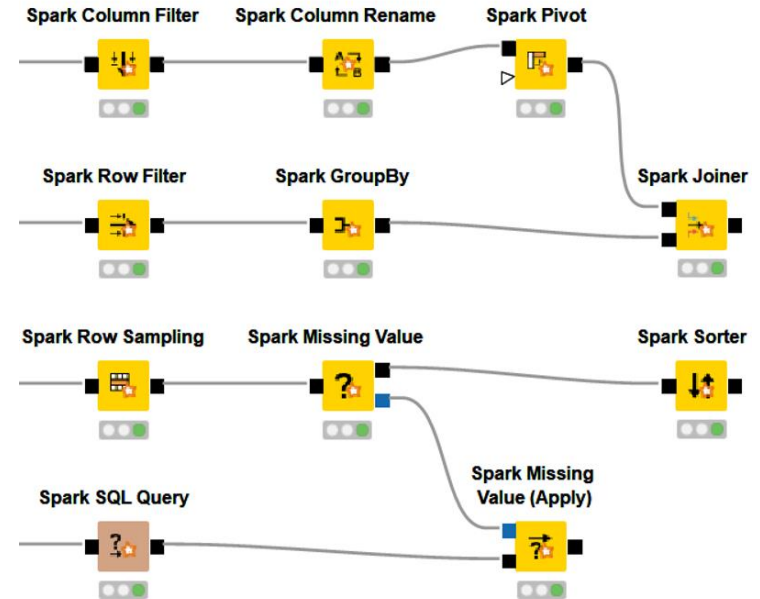 Spark Column Filter
Spark Column Rename
Spark Pivot
Spark Row Filter
Spark GroupBy
Spark Joiner
Spark Row Sampling
Spark Missing Value
Spark Sorter
Spark SQL Query
Spark Missing
Value (Apply)